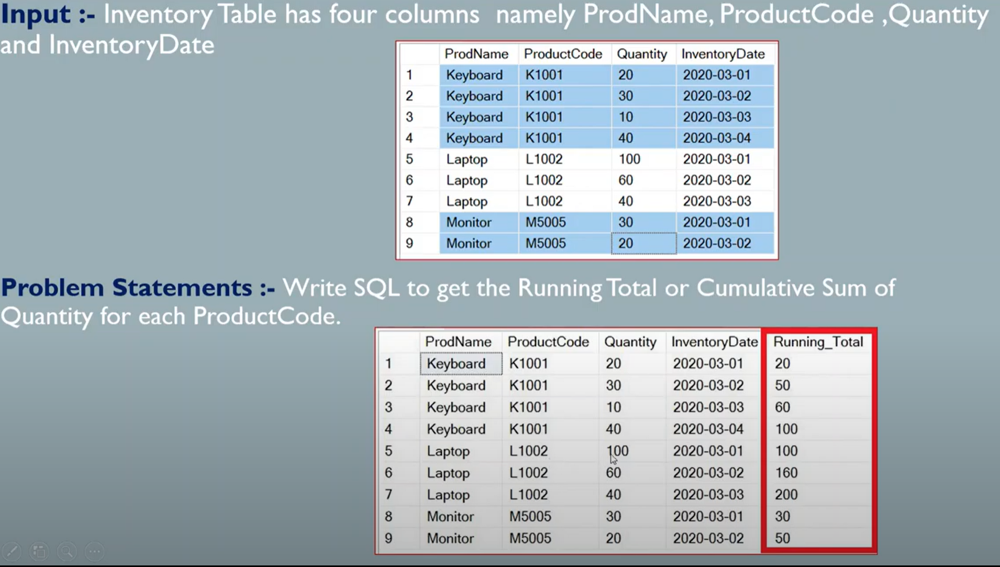 Input :- Inventory Table has four columns namely ProdName, ProductCode ,Quantity
and InventoryDate
ProdName ProductCode Quantity InventoryDate
1 Keyboard K1001 20 2020-03-01
2 Keyboard K1001 30 2020-03-02
3 Keyboard K1001 10 2020-03-03
4 Keyboard K1001 40 2020-03-04
5 Laptop L1002 100 2020-03-01
6 Laptop L1002 60 2020-03-02
7 Laptop L1002 40 2020-03-03
8 Monitor M5005 30 2020-03-01
9 Monitor M5005 20 2020-03-02
Problem Statements :- Write SQL to get the Running Total or Cumulative Sum of
Quantity for each ProductCode.
ProdName ProductCode Quantity InventoryDate Running_Total
1 Keyboard K1001 20 2020-03-01 20
2 Keyboard K1001 30 2020-03-02 50
3 Keyboard K1001 10 2020-03-03 60
4 Keyboard K1001 40 2020-03-04 100
5 Laptop L1002 100 2020-03-01 100
6 Laptop L1002 60 2020-03-02 160
7 Laptop L1002 40 2020-03-03 200
8 Monitor M5005 30 2020-03-01 30
9 Monitor M5005 20 2020-03-02 50